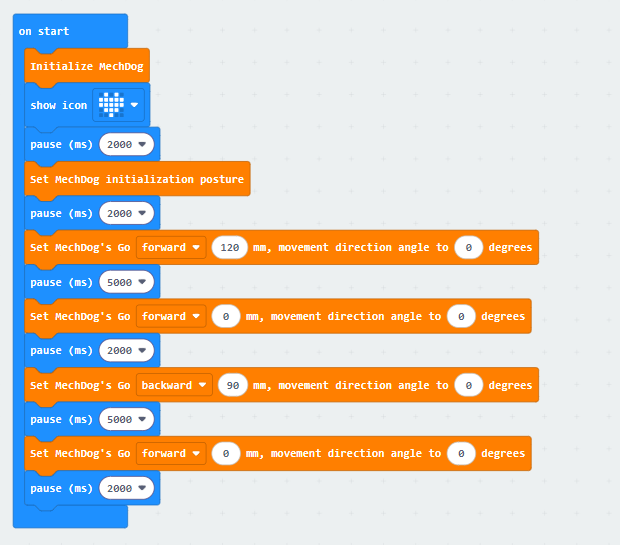 on start
Initialize MechDog
show icon
pause (ms) 2000
Set MechDog initialization posture
pause (ms) 2000
Set MechDog's Go forward 120 mm, movement direction angle to 0 degrees
pause (ms) 5000
Set MechDog's Go forward 0 mm, movement direction angle to 0 degrees
pause (ms) 2000
Set MechDog's Go backward 90 mm, movement direction angle to 0 degrees
pause (ms) 5000
Set MechDog's Go forward 0 mm, movement direction angle to 0 degrees
pause (ms) 2000